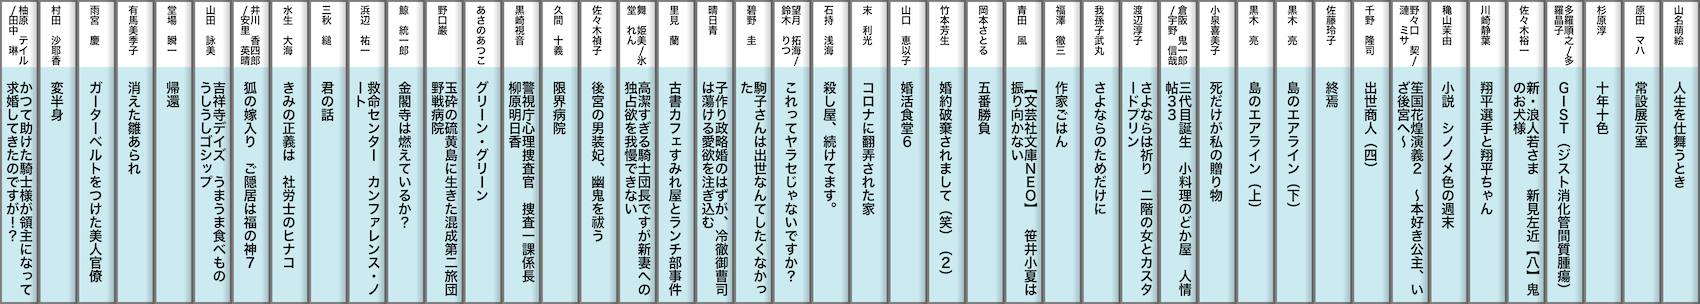 山名萌絵
人生を仕舞うとき
原田　マハ
常設展示室
杉原淳
十年十色
多羅順之／多
羅晶子
ＧＩＳＴ（ジスト消化管間質腫瘍）
佐々木裕一
新・浪人若さま　新見左近【八】鬼
のお犬様
川崎静葉
翔平選手と翔平ちゃん
穐山茉由
小説　シノノメ色の週末
野々口　契／
漣　ミサ
笙国花煌演義２　～本好き公主、い
ざ後宮へ～
千野　隆司
出世商人（四）
佐藤玲子
終焉
黒木　亮
島のエアライン（下）
黒木　亮
島のエアライン（上）
小泉喜美子
死だけが私の贈り物
倉阪　鬼一郎
／宇野　信哉
三代目誕生　小料理のどか屋　人情
帖３３
渡辺淳子
さよならは祈り　二階の女とカスタ
ードプリン
我孫子武丸
さよならのためだけに
福澤　徹三
作家ごはん
青田　風
【文芸社文庫ＮＥＯ】　笹井小夏は
振り向かない
岡本さとる
五番勝負
竹本芳生
婚約破棄されまして（笑）（２）
山口　恵以子
婚活食堂６
末　利光
コロナに翻弄された家
石持　浅海
殺し屋、続けてます。
望月　拓海／
鈴木　りつ
これってヤラセじゃないですか？
碧野　圭
駒子さんは出世なんてしたくなかっ
た
晴日青
子作り政略婚のはずが、冷徹御曹司
は蕩ける愛欲を注ぎ込む
里見　蘭
古書カフェすみれ屋とランチ部事件
舞　姫美／氷
堂　れん
高潔すぎる騎士団長ですが新妻への
独占欲を我慢できない
佐々木禎子
後宮の男装妃、幽鬼を祓う
久間　十義
限界病院
黒崎視音
警視庁心理捜査官　捜査一課係長
柳原明日香
あさのあつこ
グリーン・グリーン
野口巖
玉砕の硫黄島に生きた混成第二旅団
野戦病院
鯨　統一郎
金閣寺は燃えているか？
浜辺　祐一
救命センター　カンファレンス・ノ
ート
三秋　縋
君の話
水生　大海
きみの正義は　社労士のヒナコ
井川　香四郎
／安里　英晴
狐の嫁入り　ご隠居は福の神７
山田　詠美
吉祥寺デイズ　うまうま食べもの
うしうしゴシップ
堂場　瞬一
帰還
有馬美季子
消えた雛あられ
雨宮　慶
ガーターベルトをつけた美人官僚
村田　沙耶香
変半身
柚原　テイル
／田中　琳
かつて助けた騎士様が領主になって
求婚してきたのですが！？